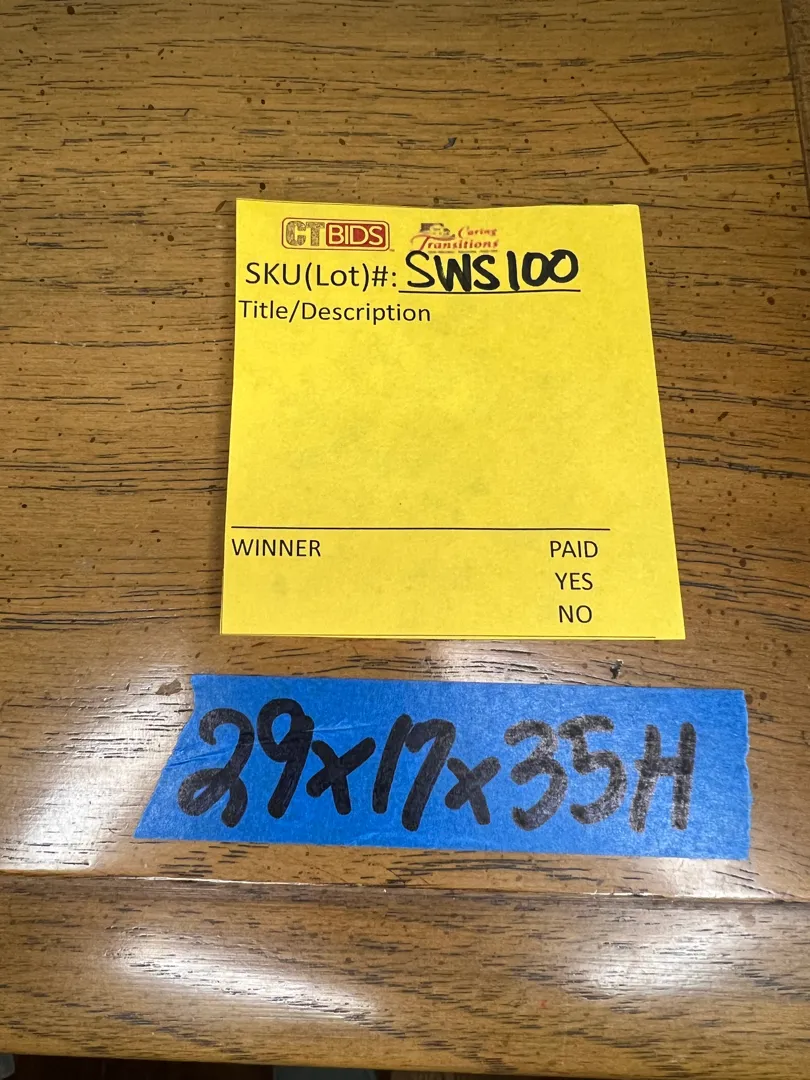 CTBIDS Caring
Transitions
SKU(Lot)#: SWS100
Title/Description
WINNER PAID
YES
NO
29x17x35H